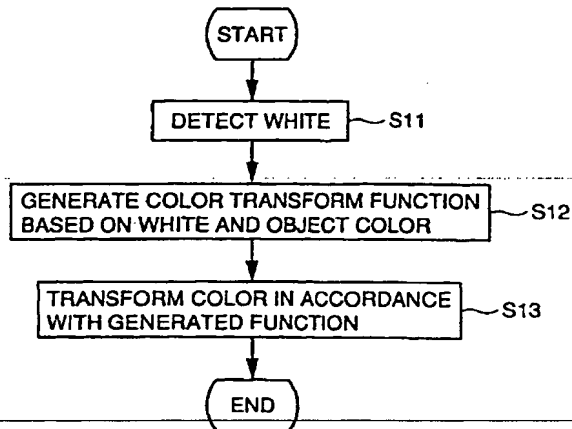 START
DETECT WHITE
S11
GENERATE COLOR TRANSFORM FUNCTION
BASED ON WHITE AND OBJECT COLOR
S12
TRANSFORM COLOR IN ACCORDANCE
WITH GENERATED FUNCTION
S13
END